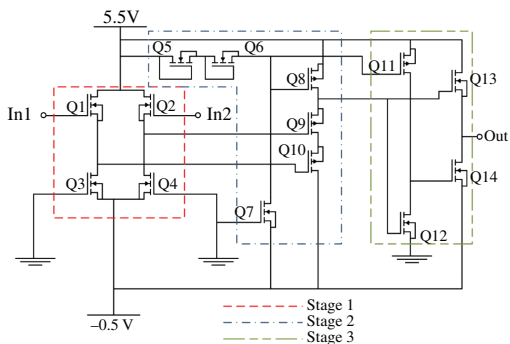 5.5V
Q5
Q6
Q11
Q8
Q13
In1
Q1
Q2
In2
Q9
Out
Q10
Q3
Q4
Q14
Q7
Q12
−0.5 V
Stage 1
Stage 2
Stage 3